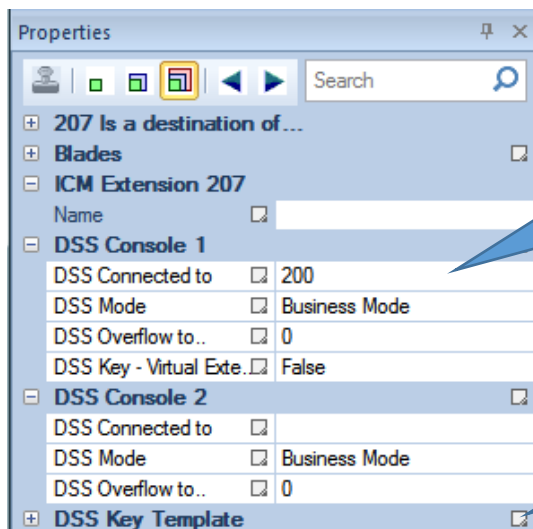 Properties
Search
207 Is a destination of...
Blades
ICM Extension 207
Name
DSS Console 1
DSS Connected to 200
DSS Mode Business Mode
DSS Overflow to.. 0
DSS Key - Virtual Exte. False
DSS Console 2
DSS Connected to
DSS Mode Business Mode
DSS Overflow to.. 0
DSS Key Template